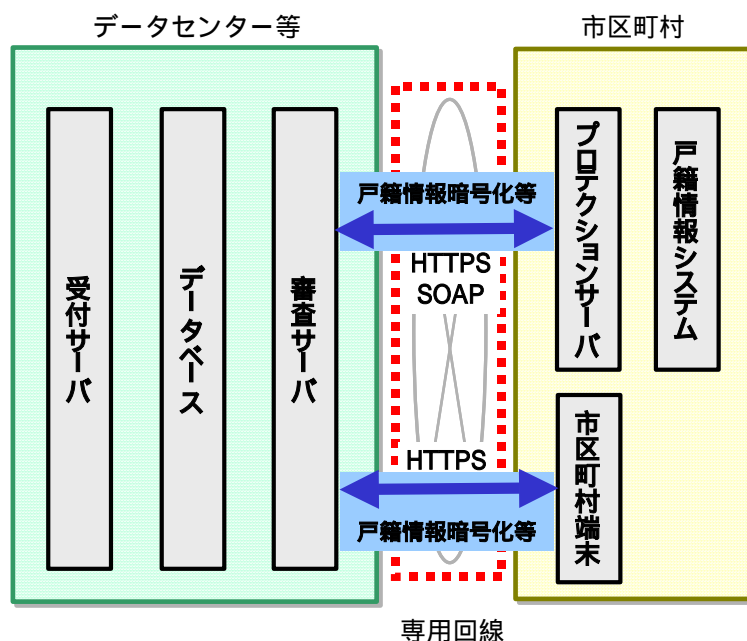 データセンター等
市区町村
受付サーバ
データベース
審査サーバ
戸籍情報暗号化等
HTTPS
SOAP
HTTPS
戸籍情報暗号化等
プロテクションサーバ
戸籍情報システム
市区町村端末
専用回線